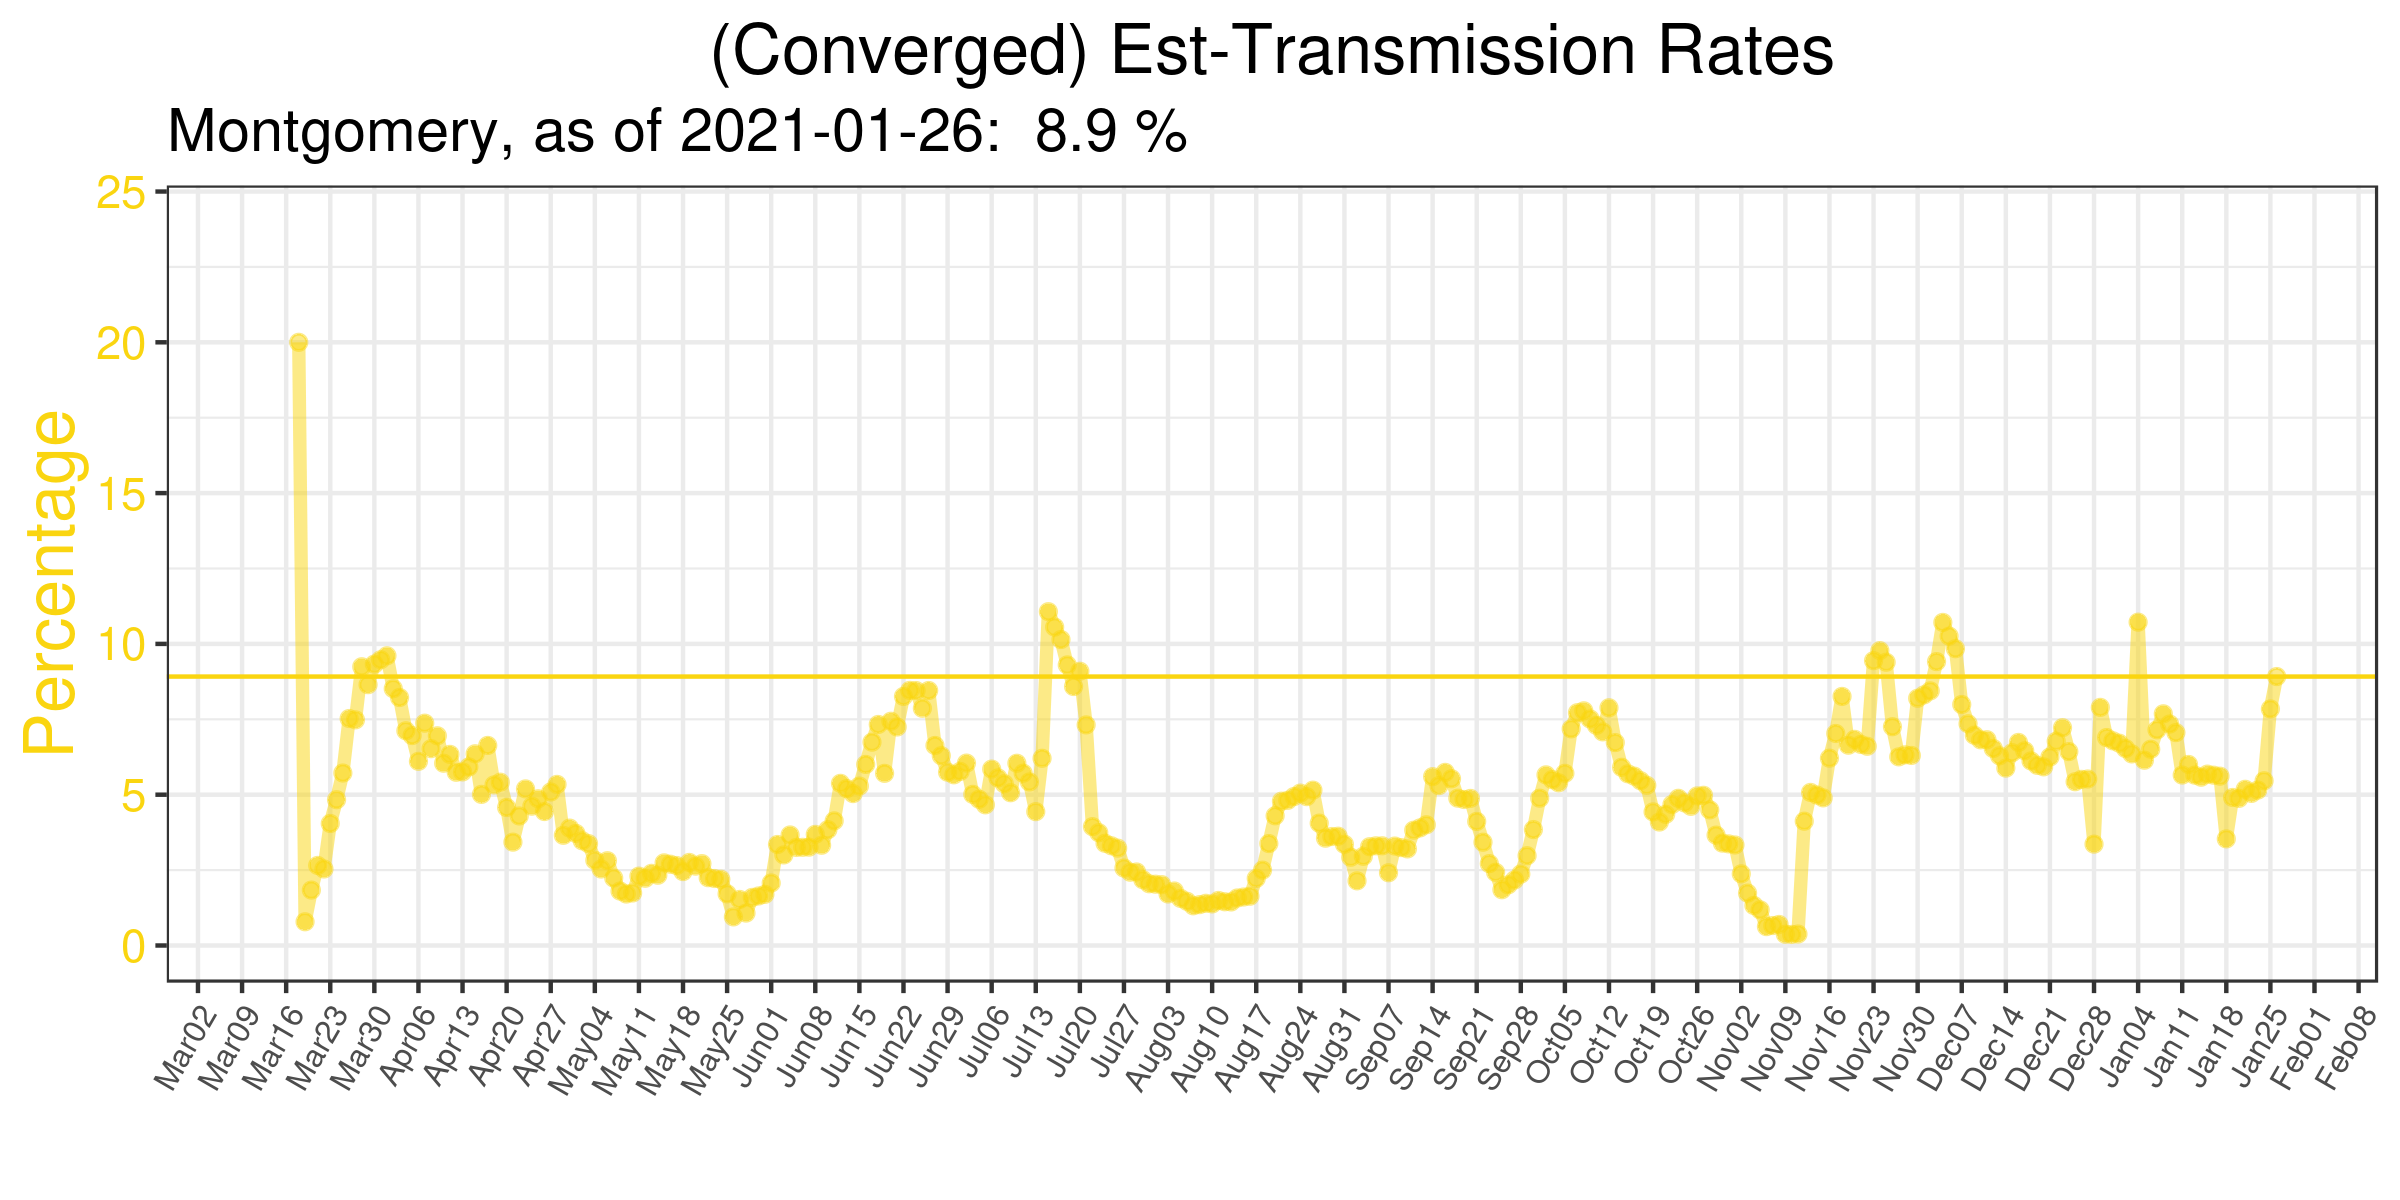 (Converged) Est-Transmission Rates
Montgomery, as of 2021-01-26:  8.9 %
Percentage
25
20
15
10
5
0
Mar02 Mar09 Mar16 Mar23 Mar30 Apr06 Apr13 Apr20 Apr27 May04 May11 May18 May25 Jun01 Jun08 Jun15 Jun22 Jun29 Jul06 Jul13 Jul20 Jul27 Aug03 Aug10 Aug17 Aug24 Aug31 Sep07 Sep14 Sep21 Sep28 Oct05 Oct12 Oct19 Oct26 Nov02 Nov09 Nov16 Nov23 Nov30 Dec07 Dec14 Dec21 Dec28 Jan04 Jan11 Jan18 Jan25 Feb01 Feb08